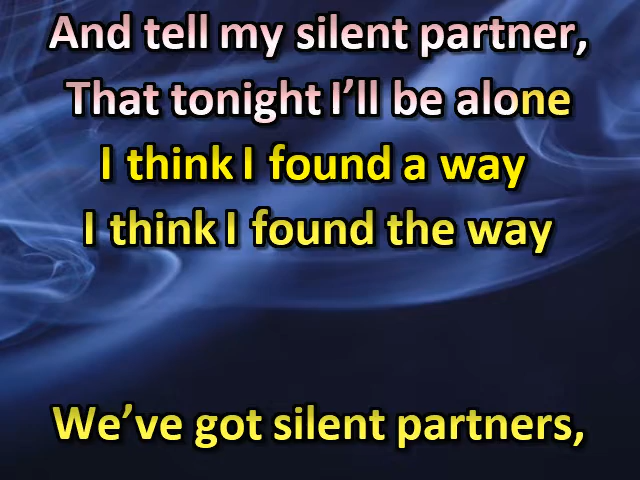 And tell my silent partner,
That tonight I’ll be alone
I think I found a way
I think I found the way
We’ve got silent partners,